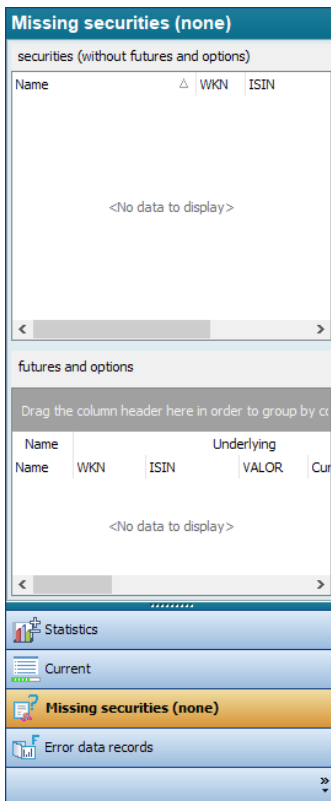 Missing securities (none)
securities (without futures and options)
Name WKN ISIN
<No data to display>
futures and options
Drag the column header here in order to group by
Name Underlying
Name WKN ISIN VALOR Cur
<No data to display>
Statistics
Current
Missing securities (none)
Error data records